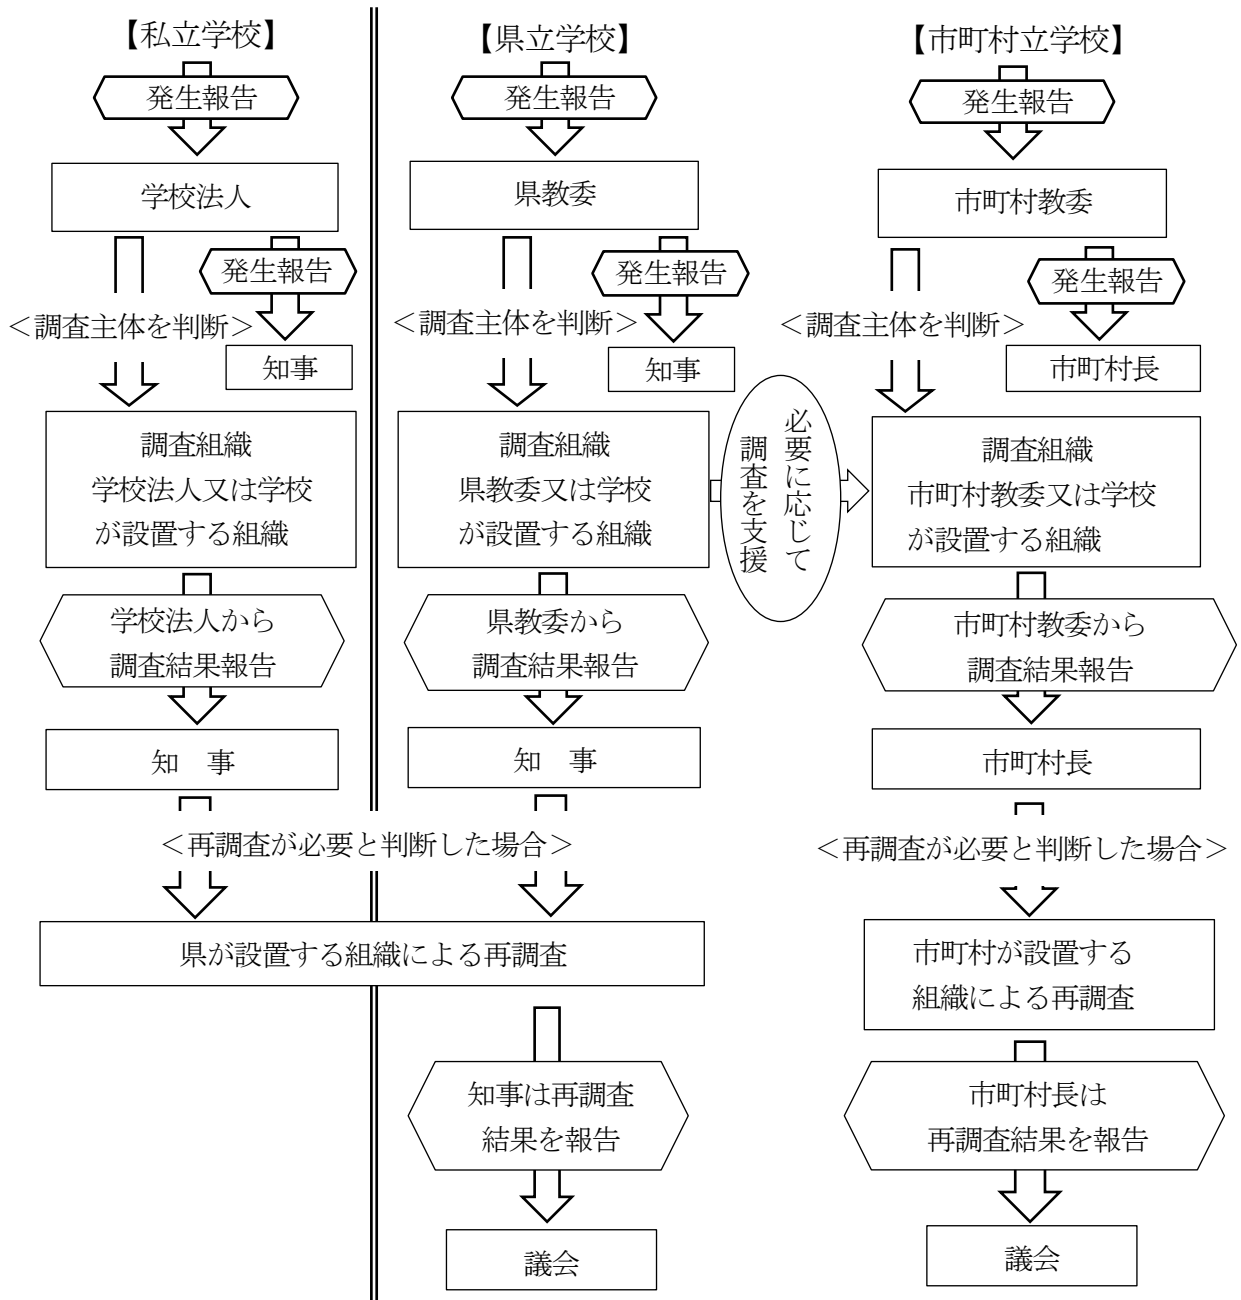 【私立学校】
発生報告
学校法人
発生報告
＜調査主体を判断＞
知事
調査組織
学校法人又は学校
が設置する組織
学校法人から
調査結果報告
知　事
【県立学校】
発生報告
県教委
発生報告
＜調査主体を判断＞
知事
調査組織
県教委又は学校
が設置する組織
必要に応じて
調査を支援
県教委から
調査結果報告
知　事
＜再調査が必要と判断した場合＞
県が設置する組織による再調査
知事は再調査
結果を報告
議会
【市町村立学校】
発生報告
市町村教委
発生報告
＜調査主体を判断＞
市町村長
調査組織
市町村教委又は学校
が設置する組織
市町村教委から
調査結果報告
市町村長
＜再調査が必要と判断した場合＞
市町村が設置する
組織による再調査
市町村長は
再調査結果を報告
議会